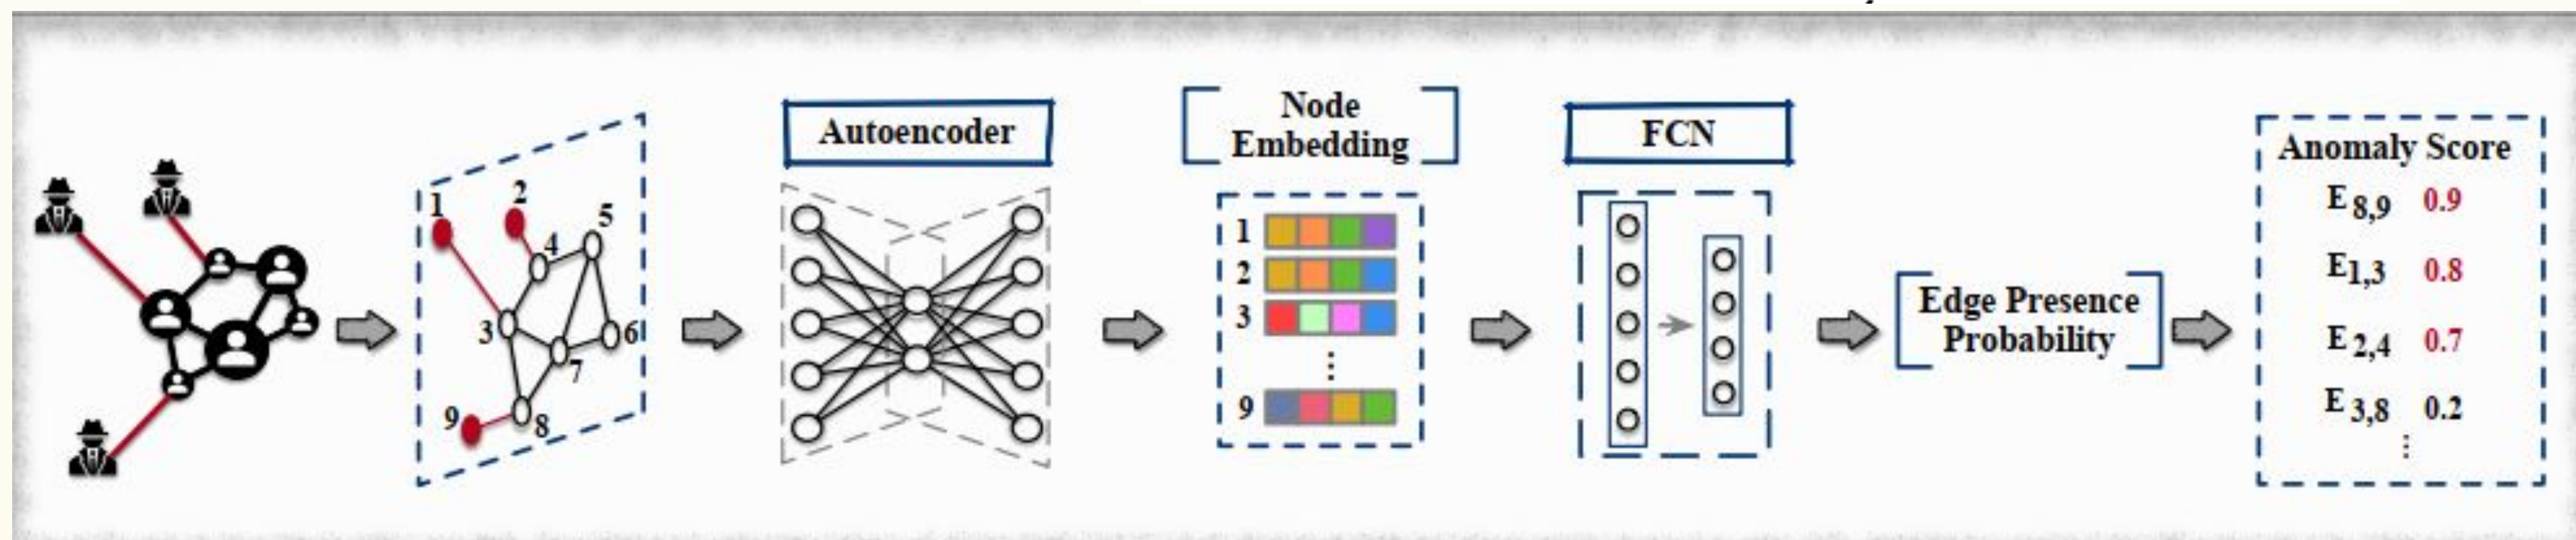 1
2
5
4
3
6
7
9
8
Autoencoder
Node
Embedding
1
2
3
⋮
9
FCN
Edge Presence
Probability
Anomaly Score
E8,9 0.9
E1,3 0.8
E2,4 0.7
E3,8 0.2
⋮